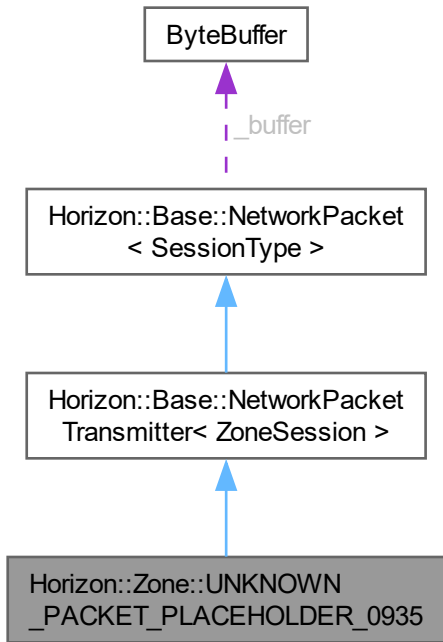 ByteBuffer
_buffer
Horizon::Base::NetworkPacket
< SessionType >
Horizon::Base::NetworkPacket
Transmitter< ZoneSession >
Horizon::Zone::UNKNOWN
_PACKET_PLACEHOLDER_0935